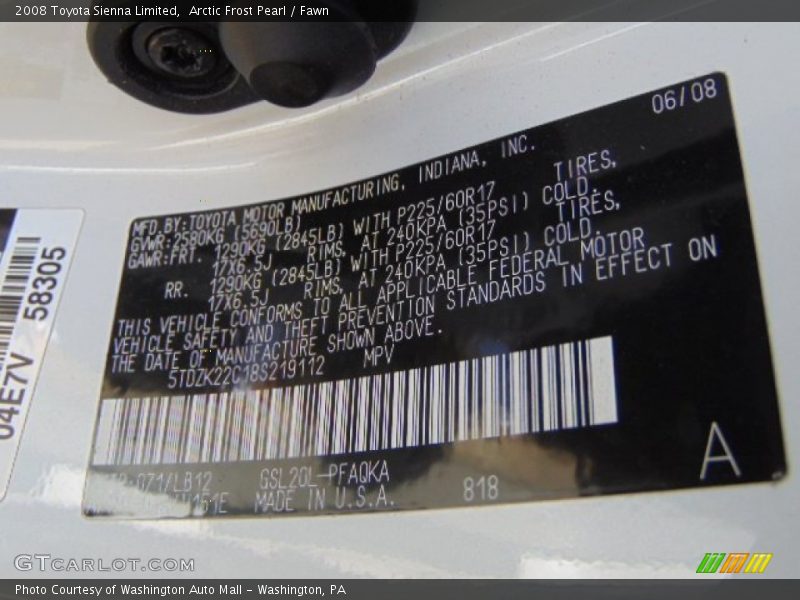 2008 Toyota Sienna Limited, Arctic Frost Pearl / Fawn
06/08
MFD.BY:TOYOTA MOTOR MANUFACTURING, INDIANA, INC.
GVWR:2580KG (5690LB)
GAWR:FRT. 1290KG (2845LB) WITH P225/60R17 TIRES,
17X6.5J RIMS, AT 240KPA (35PSI) COLD.
RR. 1290KG (2845LB) WITH P225/60R17 TIRES,
17X6.5J RIMS, AT 240KPA (35PSI) COLD.
THIS VEHICLE CONFORMS TO ALL APPLICABLE FEDERAL MOTOR
VEHICLE SAFETY AND THEFT PREVENTION STANDARDS IN EFFECT ON
THE DATE OF MANUFACTURE SHOWN ABOVE.
5TDZK22C18S219112 MPV
071/LB12 GSL20L-PFAQKA
MADE IN U.S.A. 818
A
58305
04E7V
GTCARLOT.COM
Photo Courtesy of Washington Auto Mall - Washington, PA